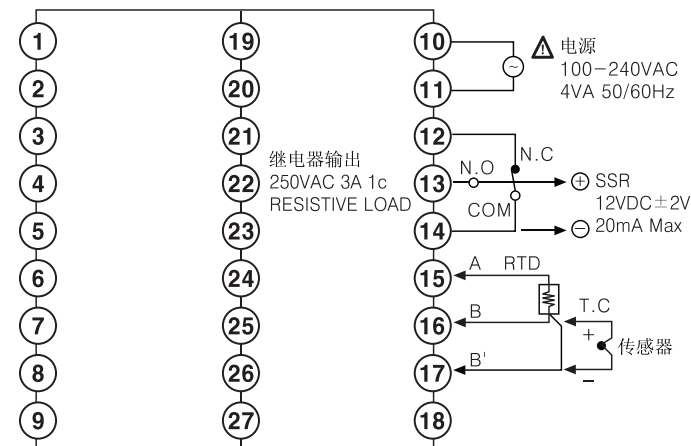 1 19 10
2 20 11
3 21 12
4 22 13
5 23 14
6 24 15
7 25 16
8 26 17
9 27 18
电源
100-240VAC
4VA 50/60Hz
继电器输出
250VAC 3A 1c
RESISTIVE LOAD
N.C
N.O
COM
+ SSR
12VDC±2V
− 20mA Max
A RTD
B
B'
T.C
+
传感器
−